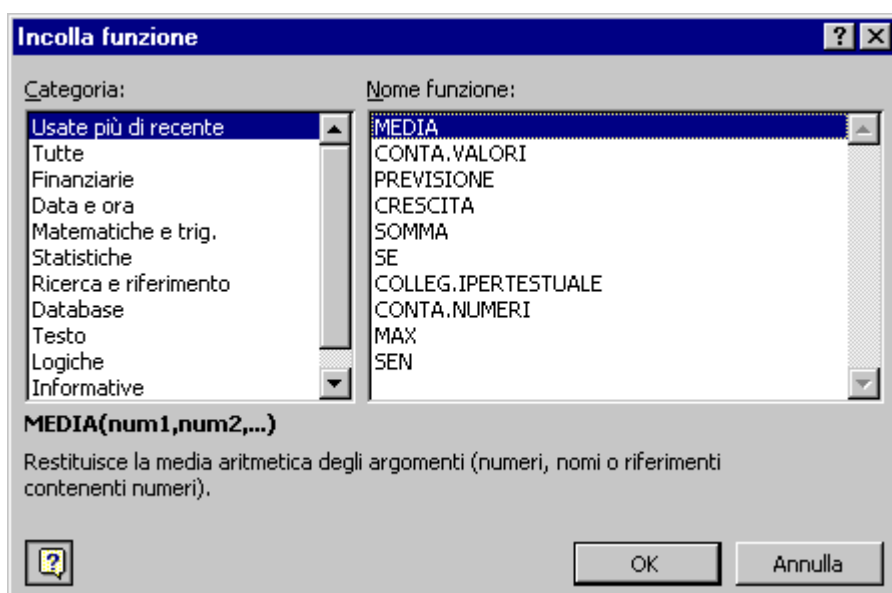 Incolla funzione
Categoria:
Usate più di recente
Tutte
Finanziarie
Data e ora
Matematiche e trig.
Statistiche
Ricerca e riferimento
Database
Testo
Logiche
Informative
Nome funzione:
MEDIA
CONTA.VALORI
PREVISIONE
CRESCITA
SOMMA
SE
COLLEG.IPERTESTUALE
CONTA.NUMERI
MAX
SEN
MEDIA(num1,num2,...)
Restituisce la media aritmetica degli argomenti (numeri, nomi o riferimenti
contenenti numeri).
OK
Annulla